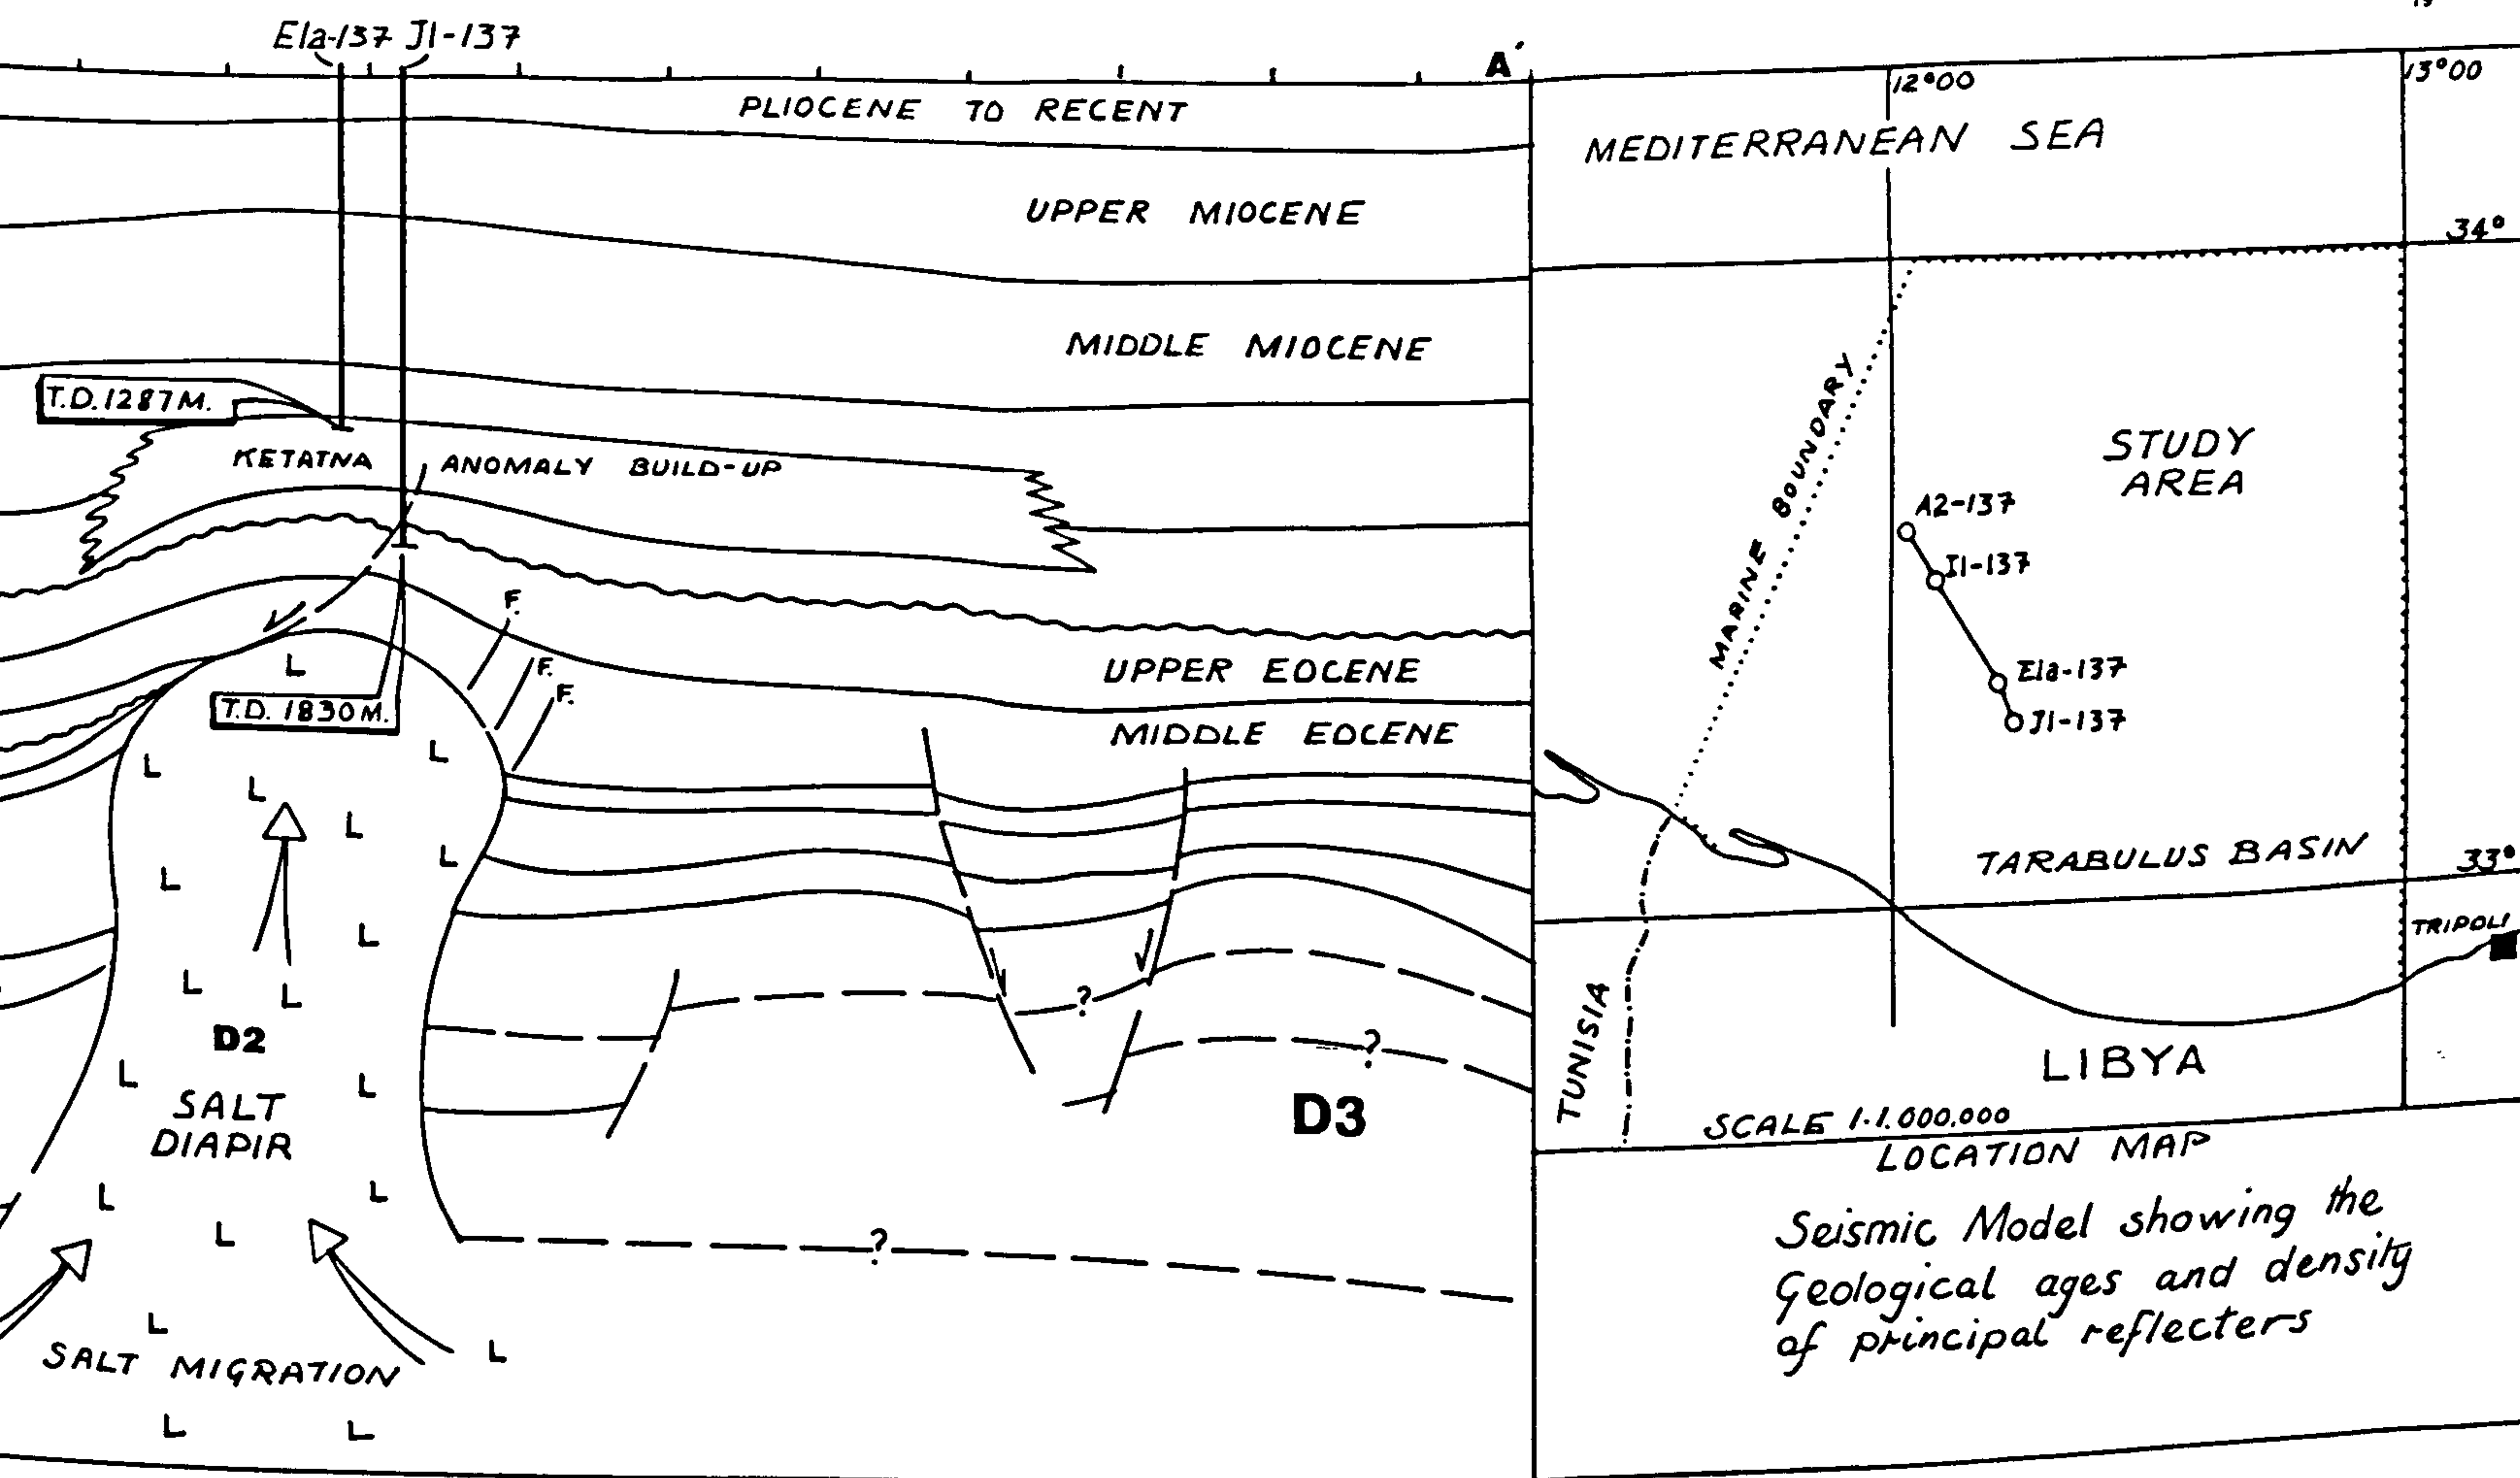 Ela-137 J1-137
A'
PLIOCENE TO RECENT
UPPER MIOCENE
MIDDLE MIOCENE
T.D. 1287 M.
KETATNA ANOMALY BUILD-UP
F.
F.
F.
L
T.D. 1830 M.
UPPER EOCENE
MIDDLE EOCENE
L
L
L
L
L
L
L
L
L
D2
SALT
DIAPIR
L
L
D3
?
?
?
L
L
L
L
L
SALT MIGRATION
L
L
12°00
13°00
MEDITERRANEAN SEA
34°
MARINE BOUNDARY
STUDY
AREA
A2-137
I1-137
Ela-137
J1-137
TARABULUS BASIN
33°
TRIPOLI
TUNISIA
LIBYA
SCALE 1:1.000.000
LOCATION MAP
Seismic Model showing the
Geological ages and density
of principal reflecters